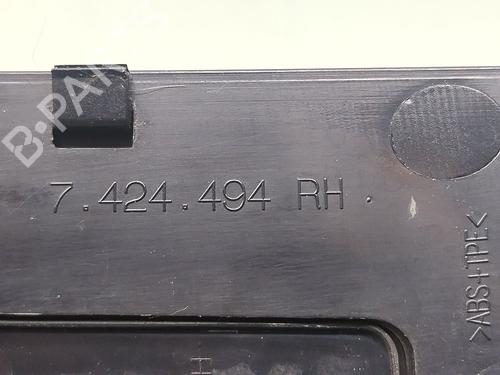 B-PARTS
7.424.494 RH.
>ABS+TPE<
H